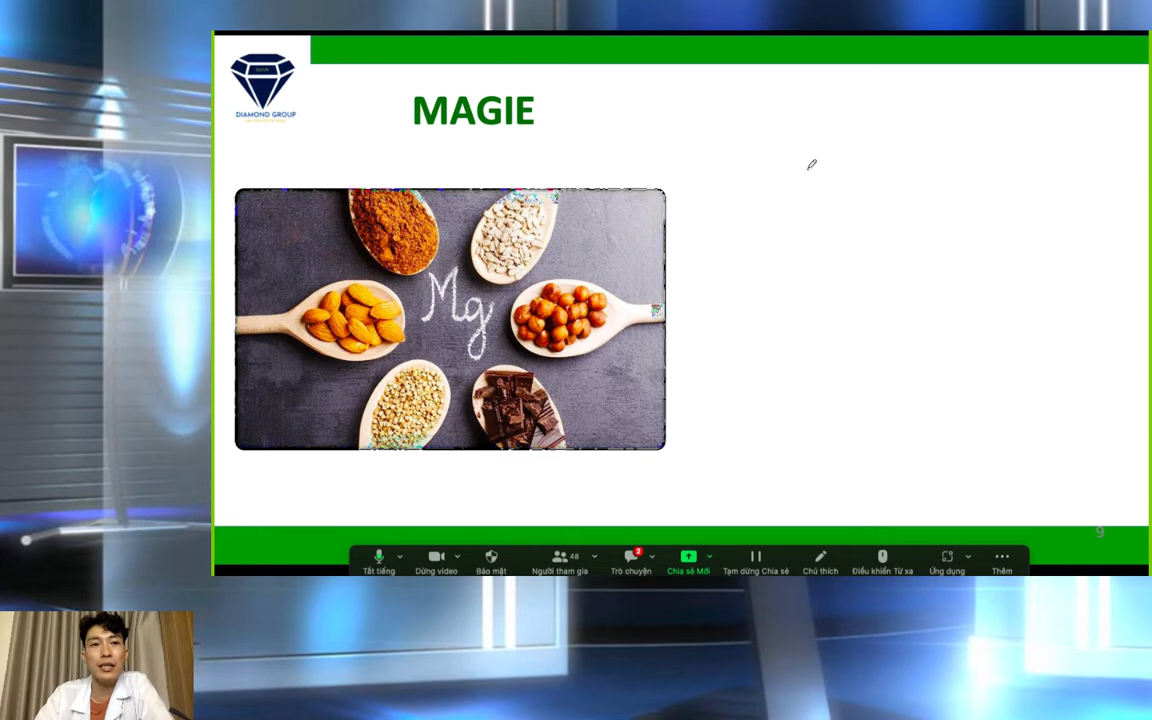 DIAMOND GROUP
MAGIE
Mg
9
48
2
Tắt tiếng
Dừng video
Bảo mật
Người tham gia
Trò chuyện
Chia sẻ Mới
Tạm dừng Chia sẻ
Chú thích
Điều khiển Từ xa
Ứng dụng
Thêm